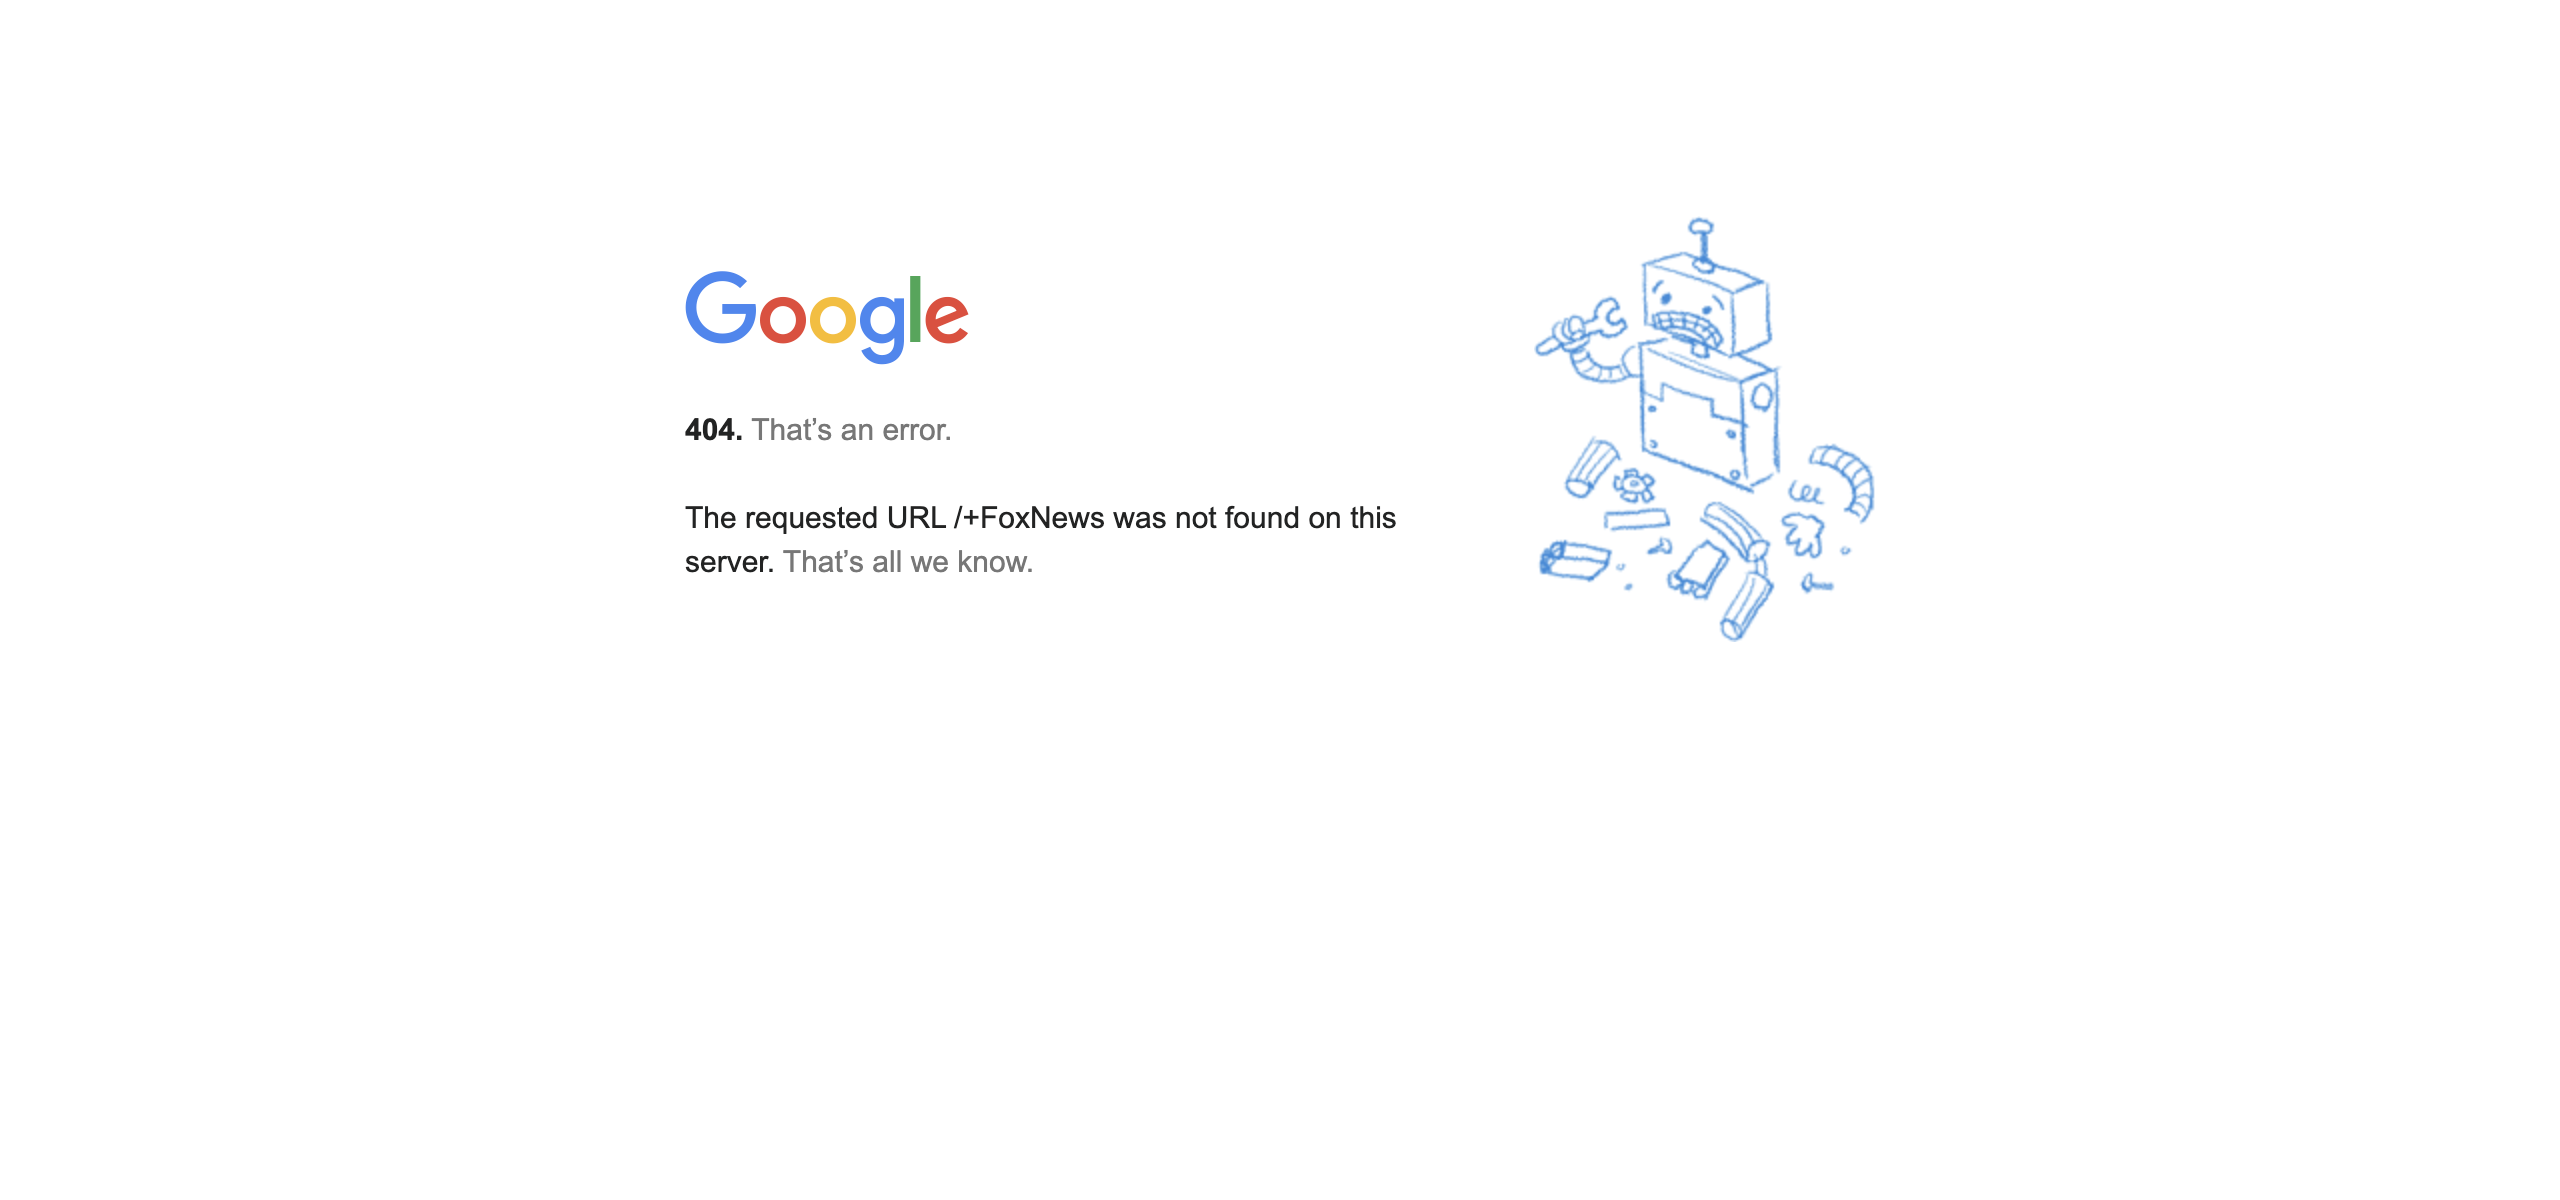 Google
404. That’s an error.
The requested URL /+FoxNews was not found on this
server. That’s all we know.